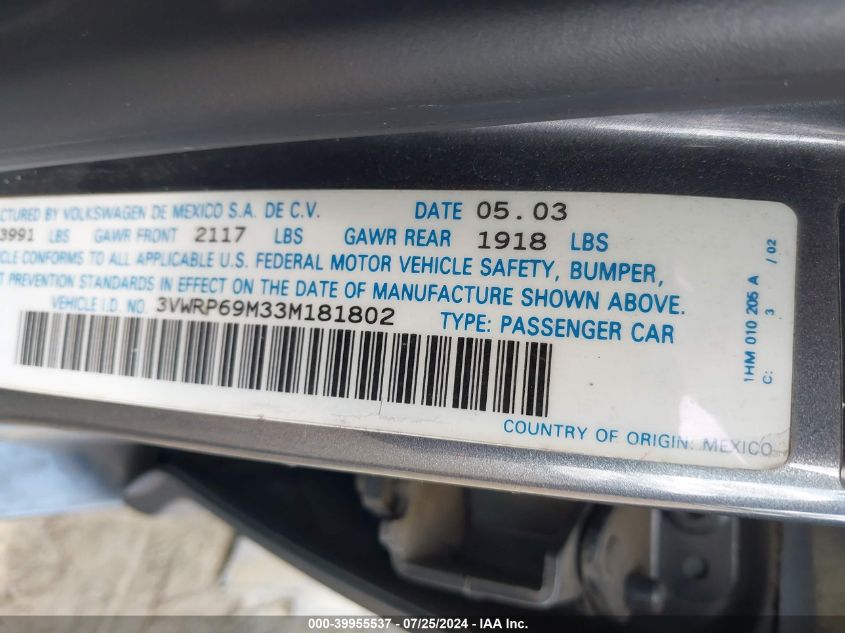 ACTURED BY VOLKSWAGEN DE MEXICO S.A. DE C.V. DATE 05.03
3991 LBS GAWR FRONT 2117 LBS GAWR REAR 1918 LBS
VEHICLE CONFORMS TO ALL APPLICABLE U.S. FEDERAL MOTOR VEHICLE SAFETY, BUMPER,
T PREVENTION STANDARDS IN EFFECT ON THE DATE OF MANUFACTURE SHOWN ABOVE.
VEHICLE I.D. NO. 3VWRP69M33M181802 TYPE: PASSENGER CAR
COUNTRY OF ORIGIN: MEXICO
1HM 010 205 A / 02
C: 3
000-39955537 - 07/25/2024 - IAA Inc.